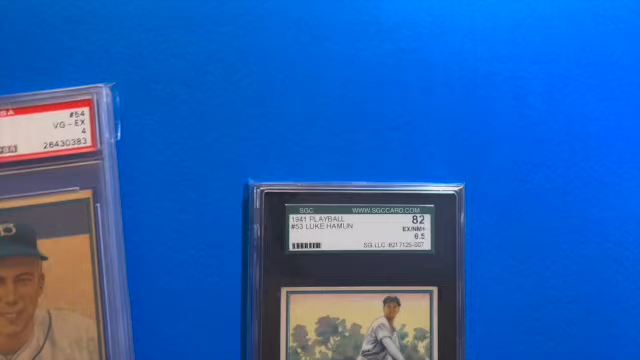 #54
VG-EX
4
26430383
B
SGC WWW.SGCCARD.COM
1941 PLAYBALL 82
#53 LUKE HAMLIN EX/NM+
6.5